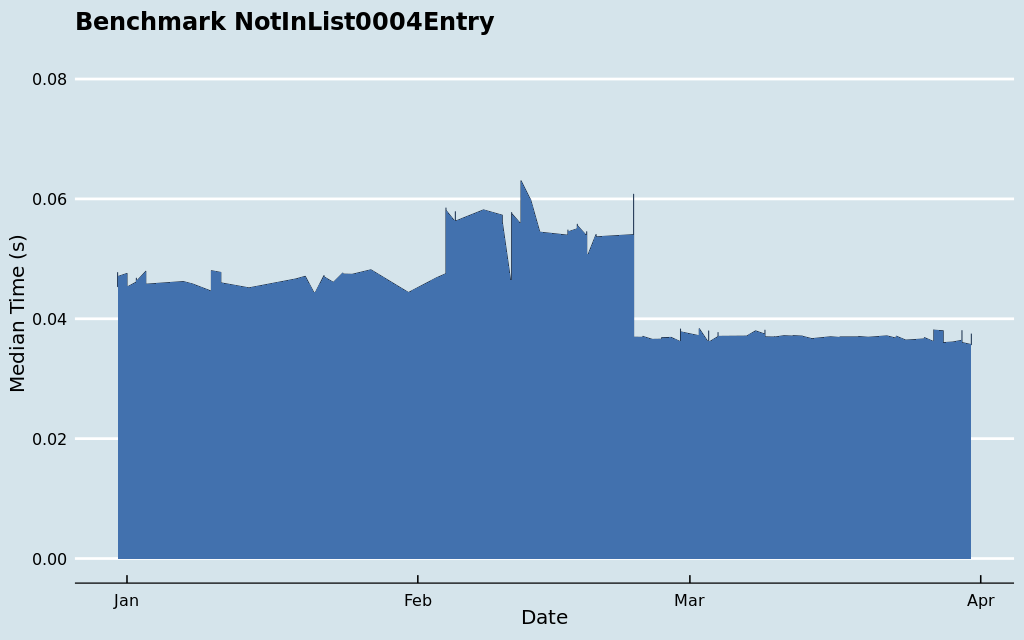 Benchmark NotInList0004Entry
0.08
0.06
0.04
0.02
0.00
Median Time (s)
Jan Feb Mar Apr
Date